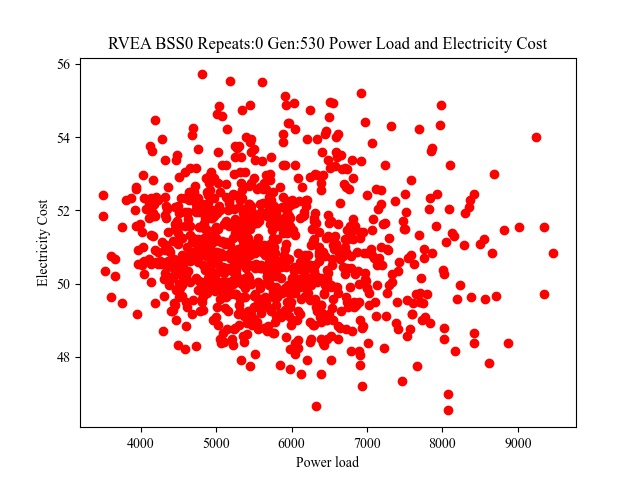 RVEA BSS0 Repeats:0 Gen:530 Power Load and Electricity Cost
56
54
52
50
48
Electricity Cost
4000 5000 6000 7000 8000 9000
Power load